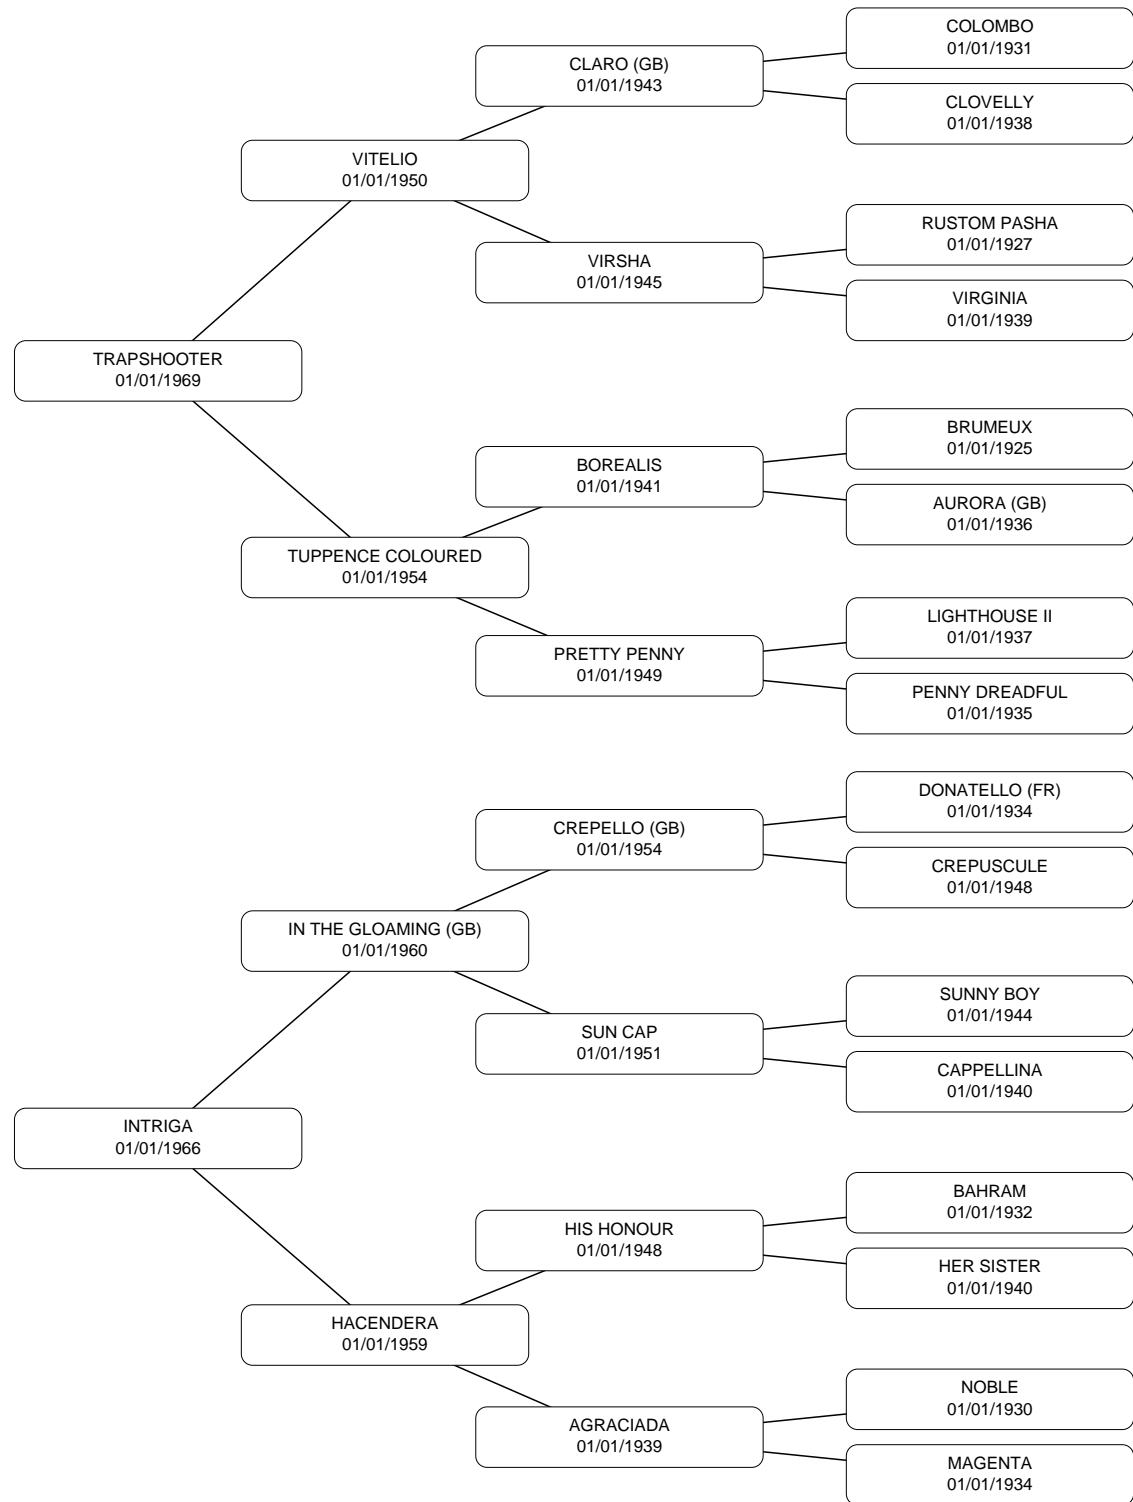 COLOMBO
01/01/1931
CLARO (GB)
01/01/1943
CLOVELLY
01/01/1938
VITELIO
01/01/1950
RUSTOM PASHA
01/01/1927
VIRSHA
01/01/1945
VIRGINIA
01/01/1939
TRAPSHOOTER
01/01/1969
BRUMEUX
01/01/1925
BOREALIS
01/01/1941
AURORA (GB)
01/01/1936
TUPPENCE COLOURED
01/01/1954
LIGHTHOUSE II
01/01/1937
PRETTY PENNY
01/01/1949
PENNY DREADFUL
01/01/1935
DONATELLO (FR)
01/01/1934
CREPELLO (GB)
01/01/1954
CREPUSCULE
01/01/1948
IN THE GLOAMING (GB)
01/01/1960
SUNNY BOY
01/01/1944
SUN CAP
01/01/1951
CAPPELLINA
01/01/1940
INTRIGA
01/01/1966
BAHRAM
01/01/1932
HIS HONOUR
01/01/1948
HER SISTER
01/01/1940
HACENDERA
01/01/1959
NOBLE
01/01/1930
AGRACIADA
01/01/1939
MAGENTA
01/01/1934